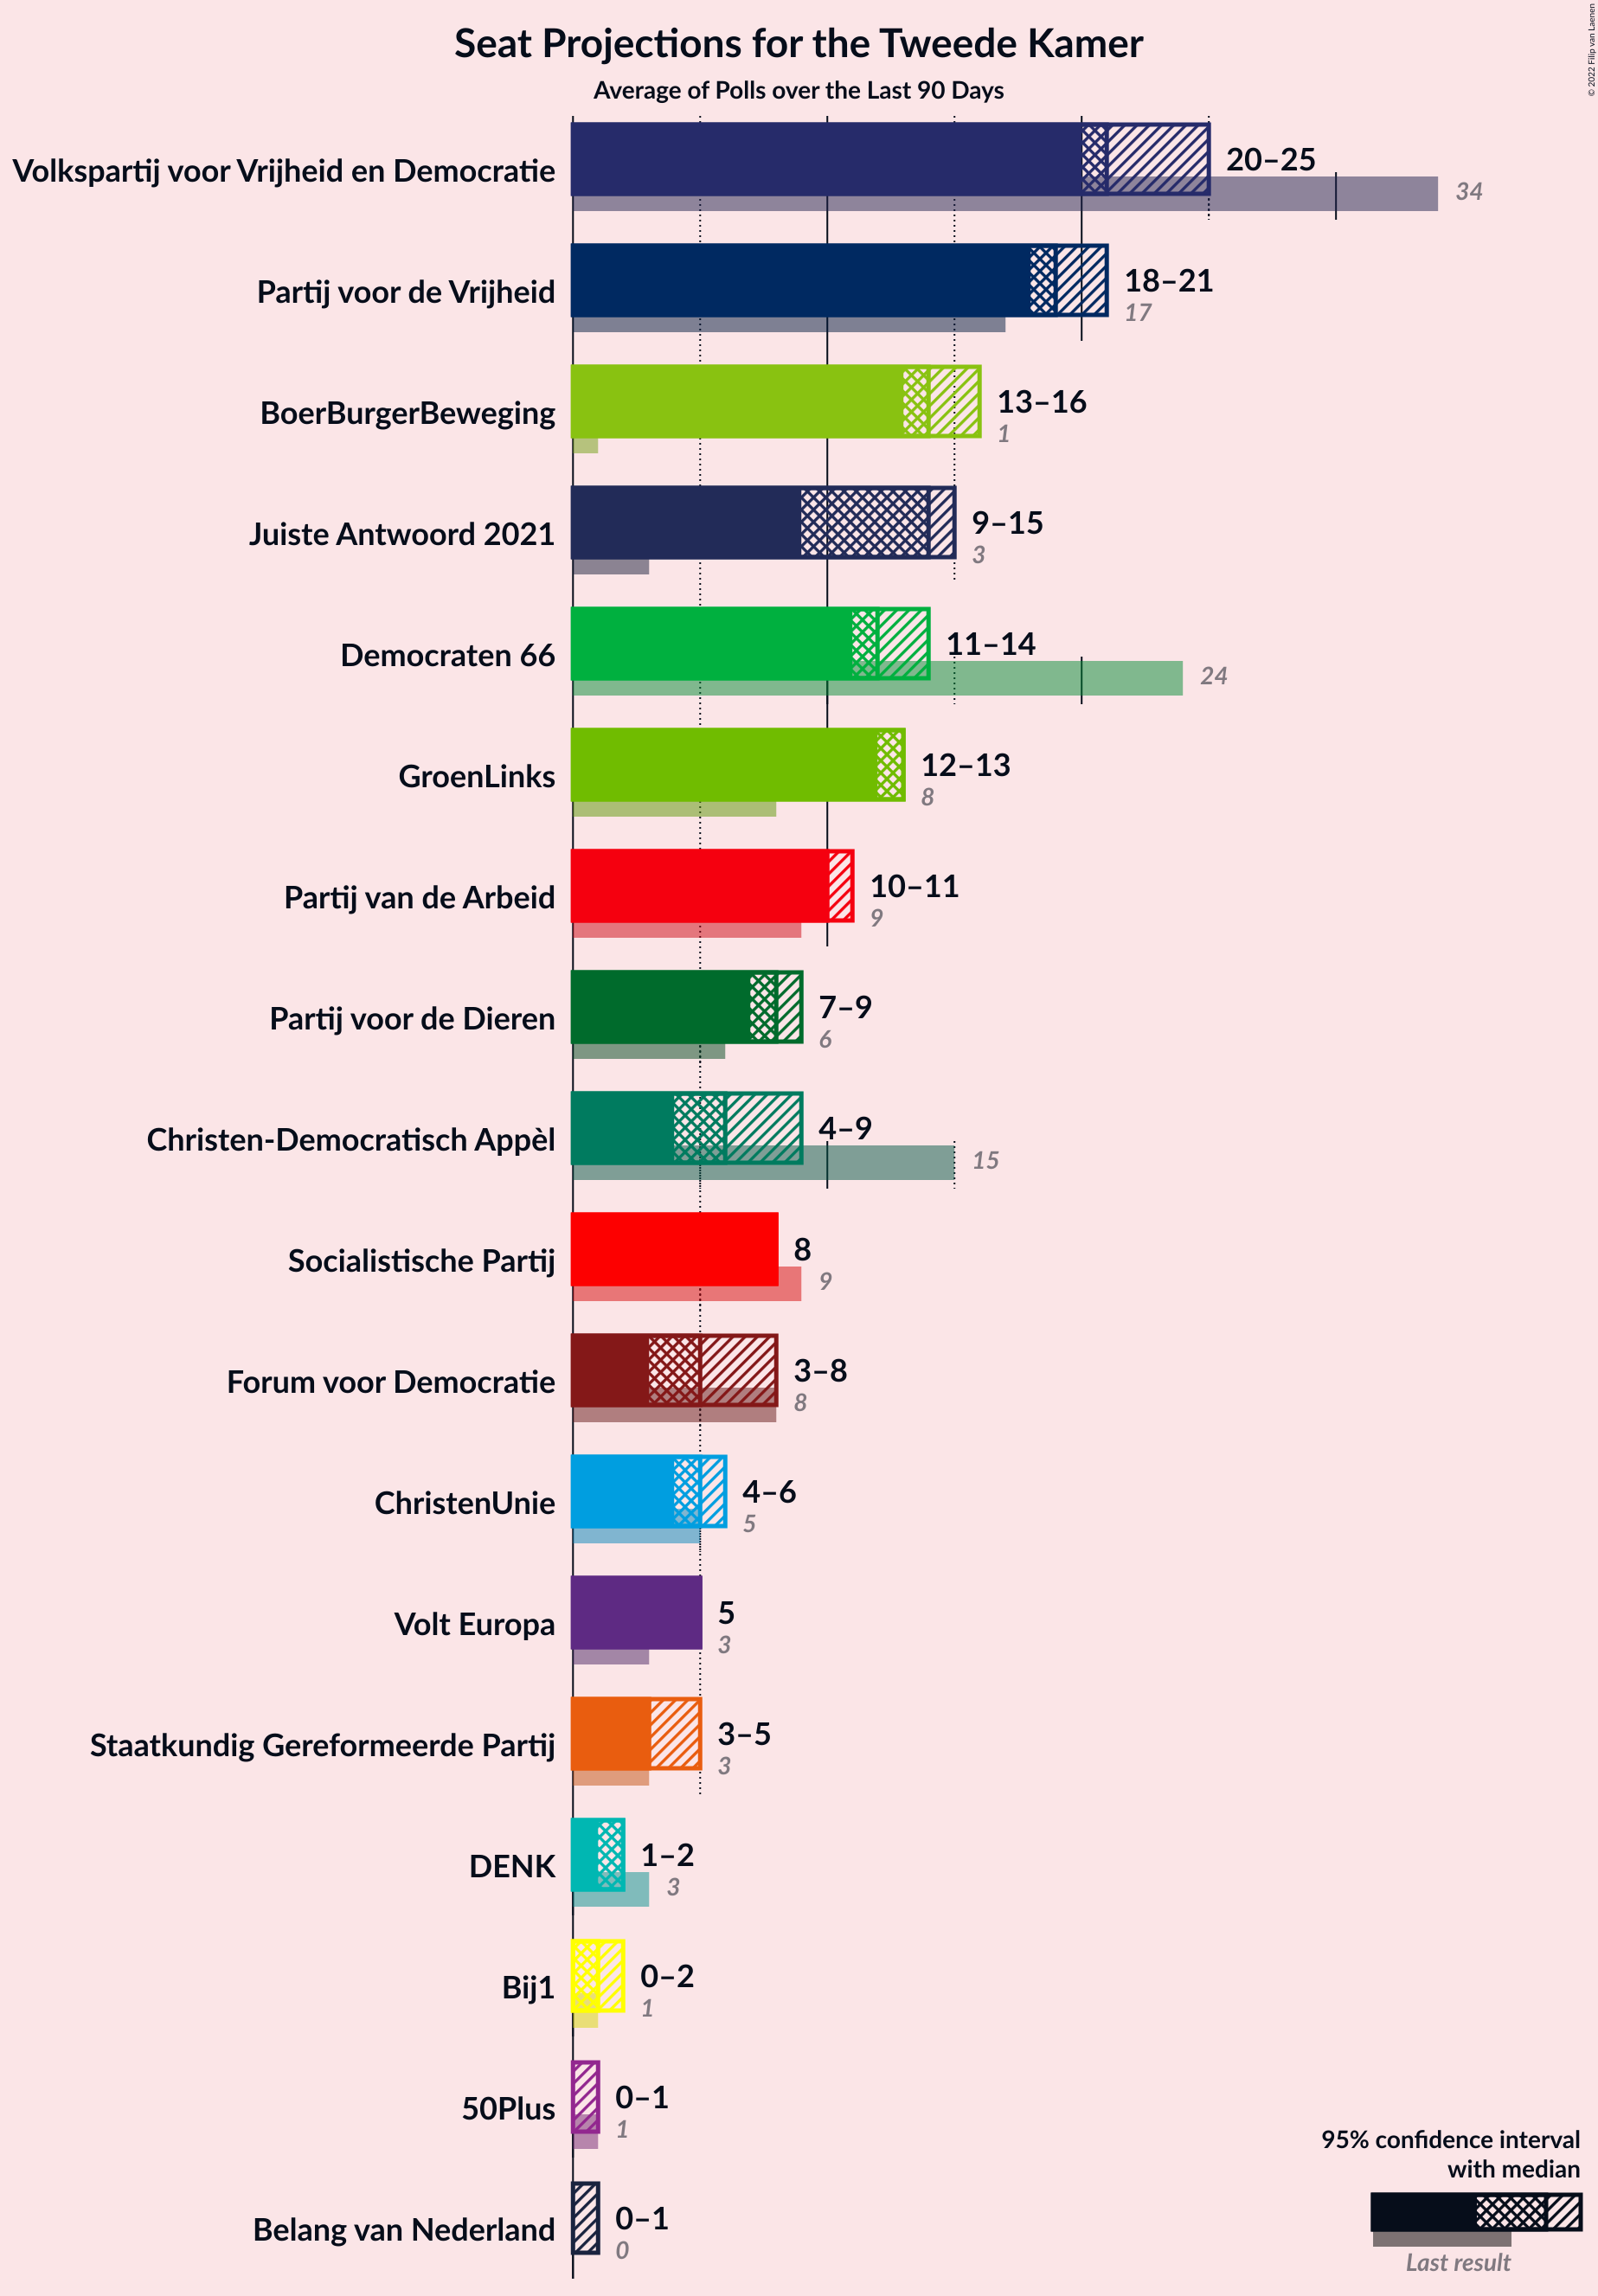 © 2022 Filip van Laenen
Seat Projections for the Tweede Kamer
Average of Polls over the Last 90 Days
Volkspartij voor Vrijheid en Democratie
20–25
34
Partij voor de Vrijheid
18–21
17
BoerBurgerBeweging
13–16
1
Juiste Antwoord 2021
9–15
3
Democraten 66
11–14
24
GroenLinks
12–13
8
Partij van de Arbeid
10–11
9
Partij voor de Dieren
7–9
6
Christen-Democratisch Appèl
4–9
15
Socialistische Partij
8
9
Forum voor Democratie
3–8
8
ChristenUnie
4–6
5
Volt Europa
5
3
Staatkundig Gereformeerde Partij
3–5
3
DENK
1–2
3
Bij1
0–2
1
50Plus
0–1
1
Belang van Nederland
0–1
0
95% confidence interval
with median
Last result